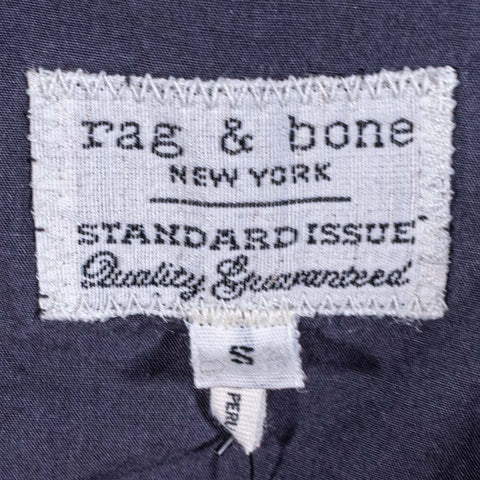 rag & bone
NEW YORK
STANDARD ISSUE
Quality Guaranteed
S
PERU